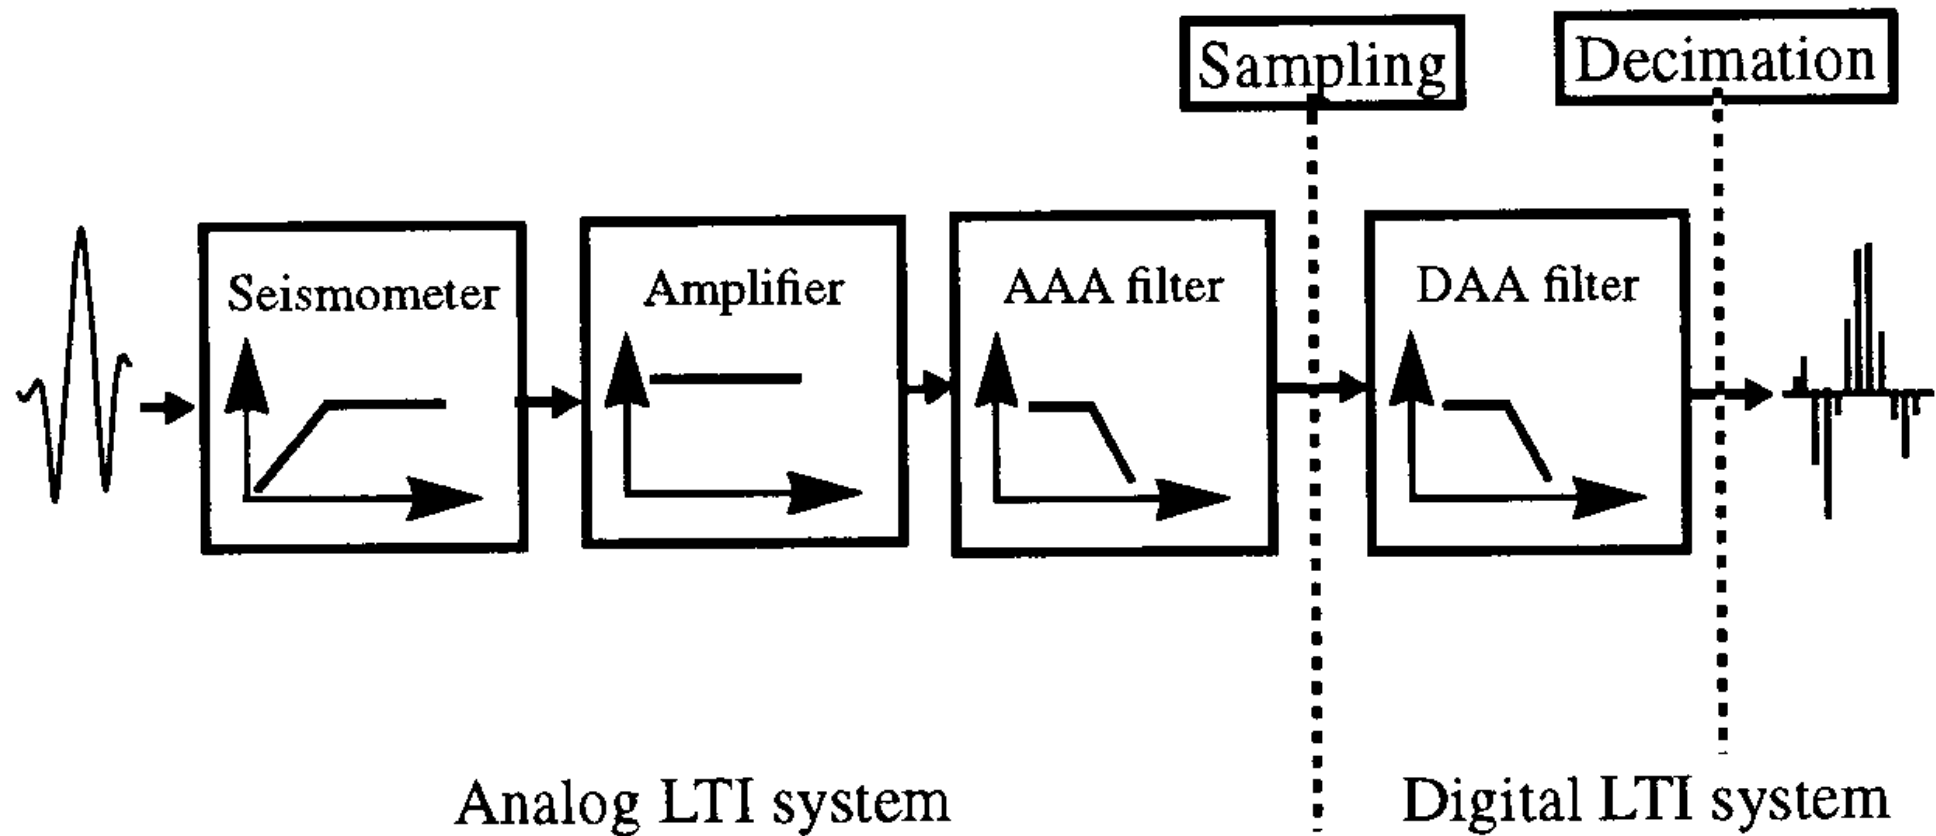 Sampling
Decimation
Seismometer
Amplifier
AAA filter
DAA filter
Analog LTI system
Digital LTI system